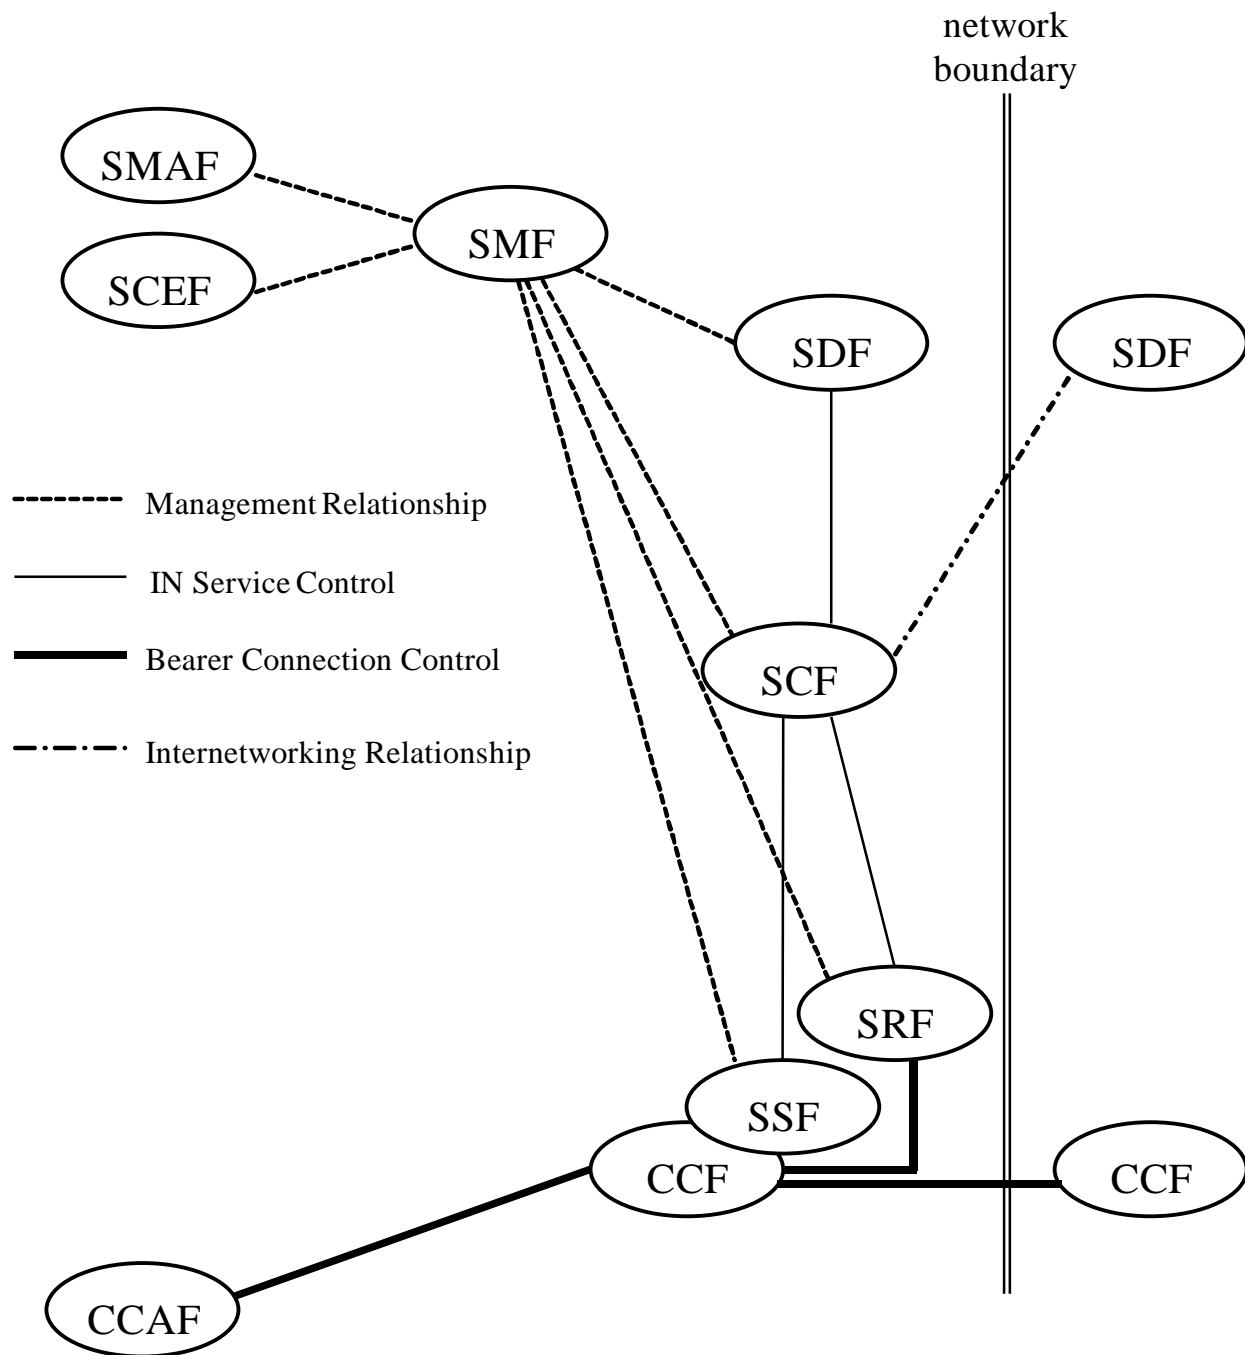 network
boundary
SMAF
SMF
SCEF
SDF
SDF
Management Relationship
IN Service Control
Bearer Connection Control
SCF
Internetworking Relationship
SRF
SSF
CCF
CCF
CCAF